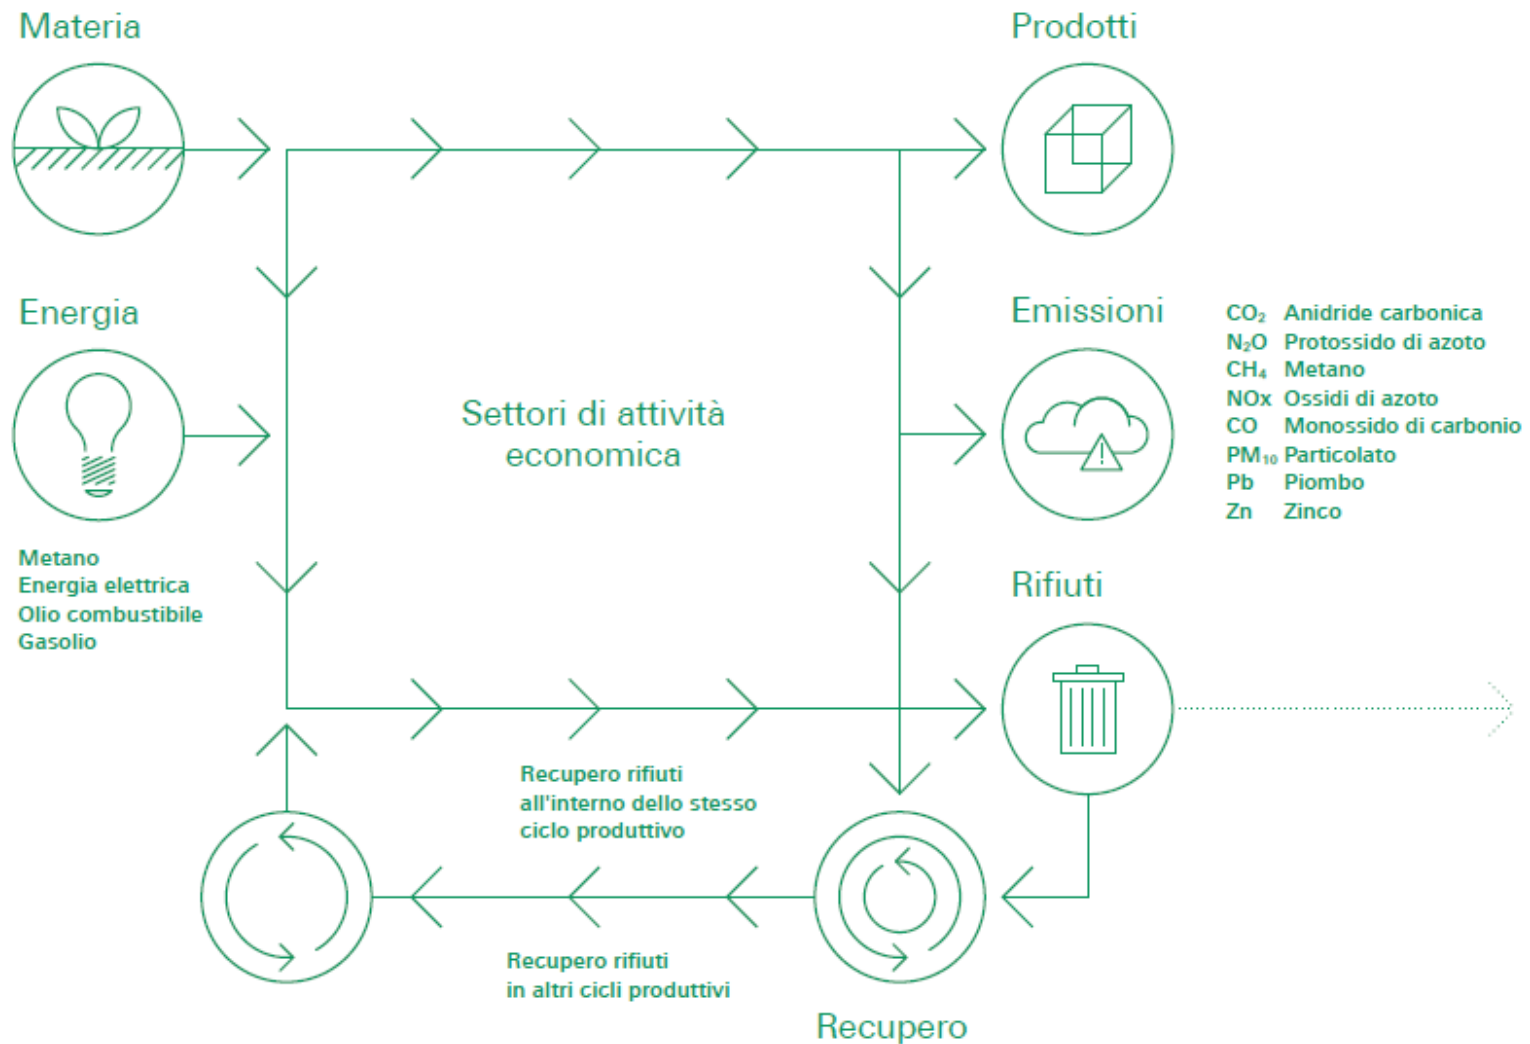 Materia
Prodotti
Energia
Metano
Energia elettrica
Olio combustibile
Gasolio
Settori di attività
economica
Emissioni
CO₂ Anidride carbonica
N₂O Protossido di azoto
CH₄ Metano
NOx Ossidi di azoto
CO Monossido di carbonio
PM₁₀ Particolato
Pb Piombo
Zn Zinco
Rifiuti
Recupero rifiuti
all'interno dello stesso
ciclo produttivo
Recupero rifiuti
in altri cicli produttivi
Recupero